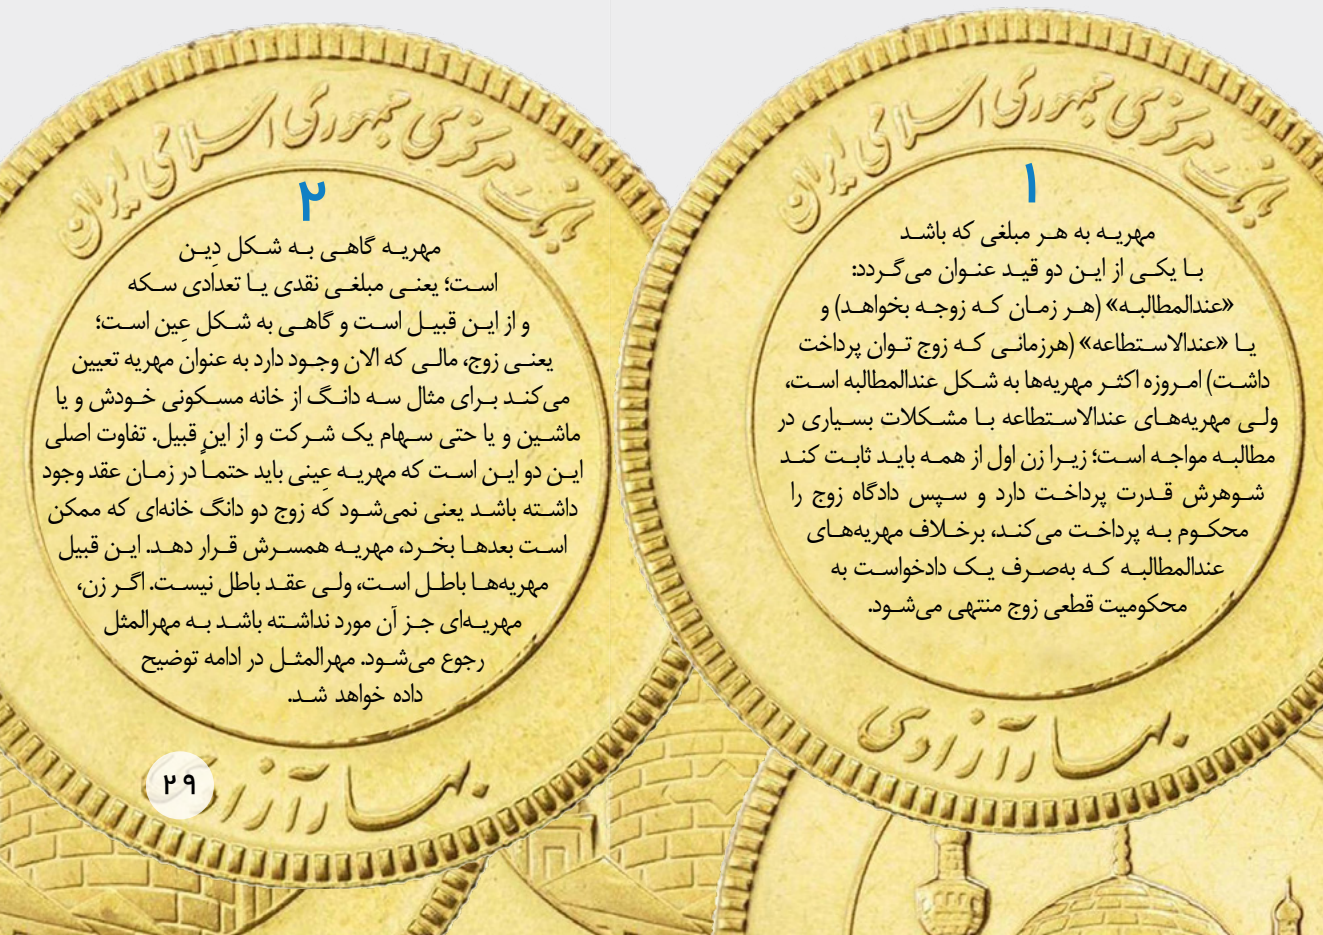 بانک مرکزی جمهوری اسلامی ایران
۱
مهریه به هر مبلغی که باشد
با یکی از این دو قید عنوان می‌گردد:
«عندالمطالبه» (هر زمان که زوجه بخواهد) و
یا «عندالاستطاعه» (هرزمانی که زوج توان پرداخت
داشت) امروزه اکثر مهریه‌ها به شکل عندالمطالبه است،
ولی مهریه‌های عندالاستطاعه با مشکلات بسیاری در
مطالبه مواجه است؛ زیرا زن اول از همه باید ثابت کند
شوهرش قدرت پرداخت دارد و سپس دادگاه زوج را
محکوم به پرداخت می‌کند، برخلاف مهریه‌های
عندالمطالبه که به‌صرف یک دادخواست به
محکومیت قطعی زوج منتهی می‌شود.
بهار آزادی
بانک مرکزی جمهوری اسلامی ایران
۲
مهریه گاهی به شکل دِین
است؛ یعنی مبلغی نقدی یا تعدادی سکه
و از این قبیل است و گاهی به شکل عِین است؛
یعنی زوج، مالی که الان وجود دارد به عنوان مهریه تعیین
می‌کند برای مثال سه دانگ از خانه مسکونی خودش و یا
ماشین و یا حتی سهام یک شرکت و از این قبیل. تفاوت اصلی
این دو این است که مهریه عِینی باید حتماً در زمان عقد وجود
داشته باشد یعنی نمی‌شود که زوج دو دانگ خانه‌ای که ممکن
است بعدها بخرد، مهریه همسرش قرار دهد. این قبیل
مهریه‌ها باطل است، ولی عقد باطل نیست. اگر زن،
مهریه‌ای جز آن مورد نداشته باشد به مهرالمثل
رجوع می‌شود. مهرالمثل در ادامه توضیح
داده خواهد شد.
بهار آزادی
۲۹